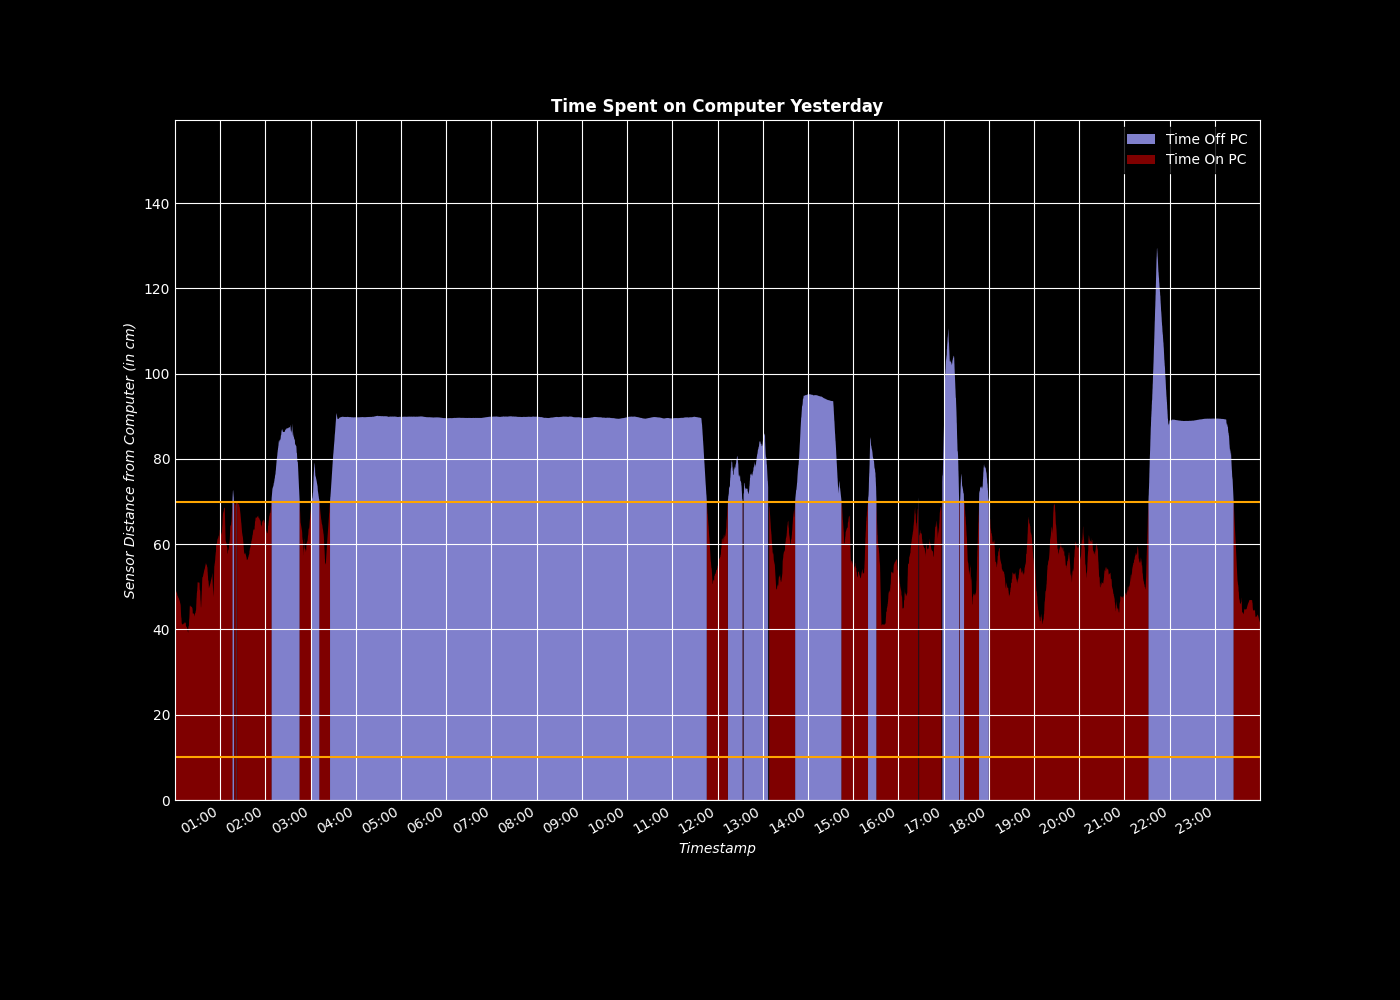 Time Spent on Computer Yesterday
Time Off PC
Time On PC
140
120
100
80
60
40
20
0
Sensor Distance from Computer (in cm)
01:00 02:00 03:00 04:00 05:00 06:00 07:00 08:00 09:00 10:00 11:00 12:00 13:00 14:00 15:00 16:00 17:00 18:00 19:00 20:00 21:00 22:00 23:00
Timestamp